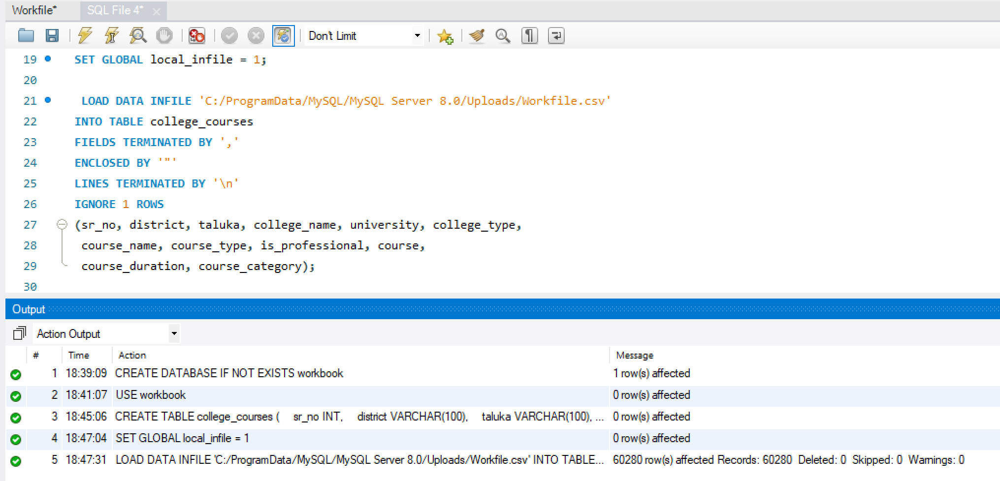 Workfile* SQL File 4* ×
Don't Limit
19 SET GLOBAL local_infile = 1;
20
21 LOAD DATA INFILE 'C:/ProgramData/MySQL/MySQL Server 8.0/Uploads/Workfile.csv'
22 INTO TABLE college_courses
23 FIELDS TERMINATED BY ','
24 ENCLOSED BY '"'
25 LINES TERMINATED BY '\n'
26 IGNORE 1 ROWS
27 (sr_no, district, taluka, college_name, university, college_type,
28 course_name, course_type, is_professional, course,
29 course_duration, course_category);
30
Output
Action Output
# Time Action Message
1 18:39:09 CREATE DATABASE IF NOT EXISTS workbook 1 row(s) affected
2 18:41:07 USE workbook 0 row(s) affected
3 18:45:06 CREATE TABLE college_courses ( sr_no INT, district VARCHAR(100), taluka VARCHAR(100), ... 0 row(s) affected
4 18:47:04 SET GLOBAL local_infile = 1 0 row(s) affected
5 18:47:31 LOAD DATA INFILE 'C:/ProgramData/MySQL/MySQL Server 8.0/Uploads/Workfile.csv' INTO TABLE... 60280 row(s) affected Records: 60280 Deleted: 0 Skipped: 0 Warnings: 0